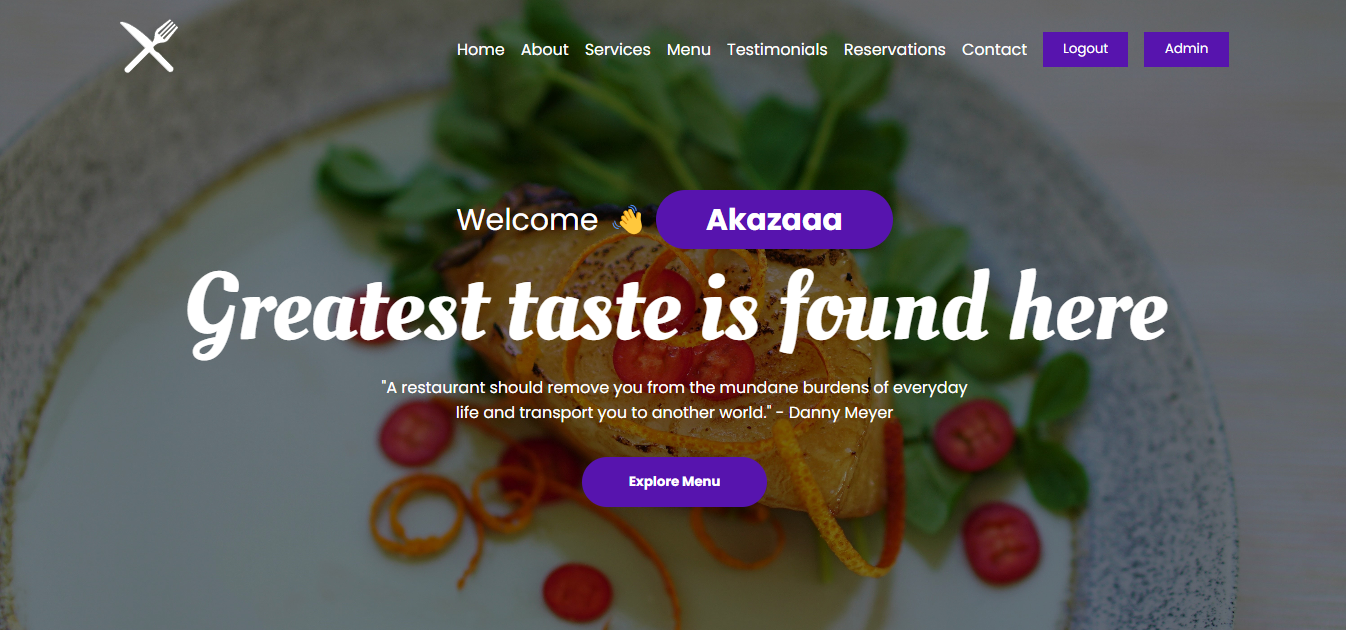 Home About Services Menu Testimonials Reservations Contact Logout Admin
Welcome 👋 Akazaaa
Greatest taste is found here
"A restaurant should remove you from the mundane burdens of everyday
life and transport you to another world." - Danny Meyer
Explore Menu